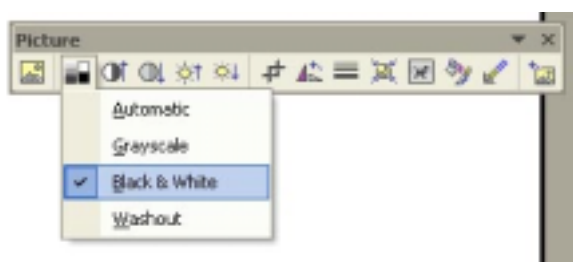 Picture
Automatic
Grayscale
Black & White
Washout